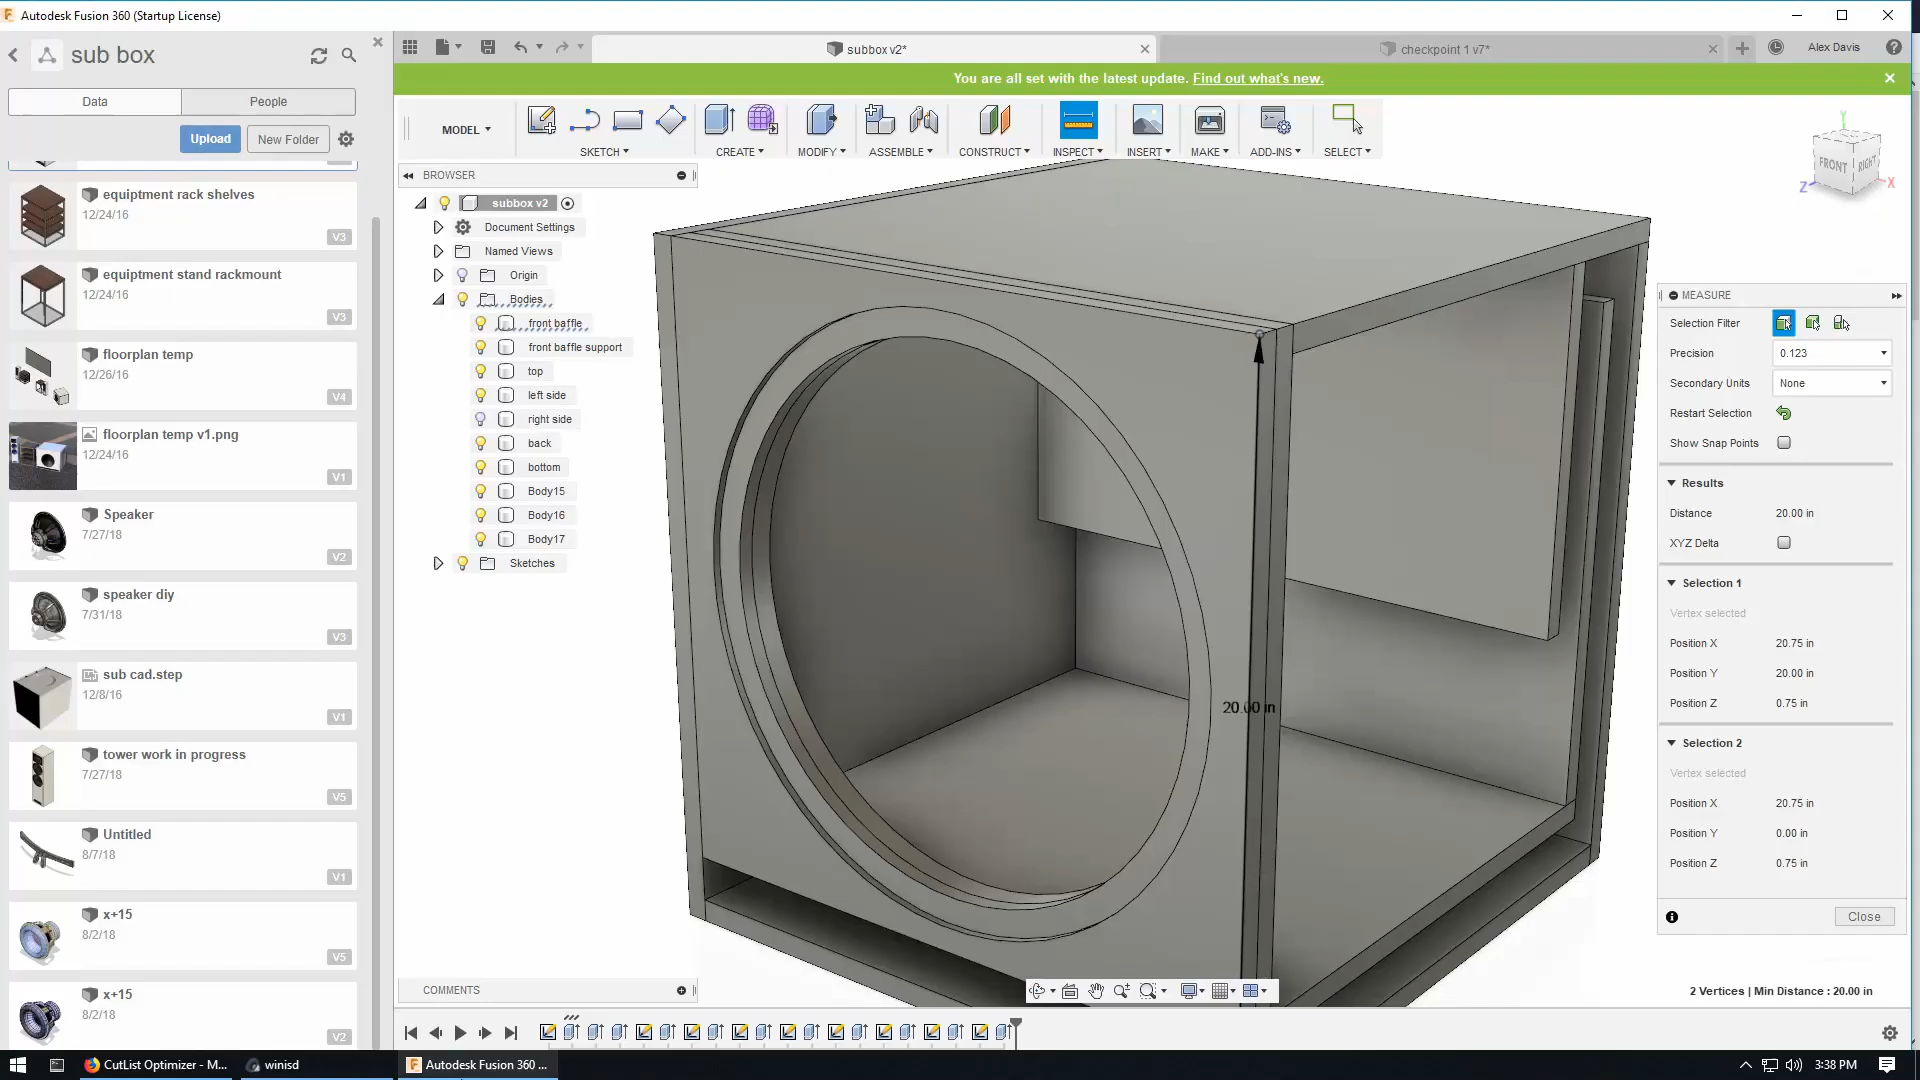 Autodesk Fusion 360 (Startup License)
sub box
Data
People
Upload
New Folder
equiptment rack shelves
12/24/16
V3
equiptment stand rackmount
12/24/16
V3
floorplan temp
12/26/16
V4
floorplan temp v1.png
12/24/16
V1
Speaker
7/27/18
V2
speaker diy
7/31/18
V3
sub cad.step
12/8/16
V1
tower work in progress
7/27/18
V5
Untitled
8/7/18
V1
x+15
8/2/18
V5
x+15
8/2/18
V2
subbox v2*
checkpoint 1 v7*
Alex Davis
You are all set with the latest update. Find out what's new.
MODEL
SKETCH
CREATE
MODIFY
ASSEMBLE
CONSTRUCT
INSPECT
INSERT
MAKE
ADD-INS
SELECT
BROWSER
subbox v2
Document Settings
Named Views
Origin
Bodies
front baffle
front baffle support
top
left side
right side
back
bottom
Body15
Body16
Body17
Sketches
Y
FRONT
RIGHT
Z
X
20.00 in
MEASURE
Selection Filter
Precision
0.123
Secondary Units
None
Restart Selection
Show Snap Points
Results
Distance
20.00 in
XYZ Delta
Selection 1
Vertex selected
Position X
20.75 in
Position Y
20.00 in
Position Z
0.75 in
Selection 2
Vertex selected
Position X
20.75 in
Position Y
0.00 in
Position Z
0.75 in
Close
2 Vertices | Min Distance : 20.00 in
COMMENTS
CutList Optimizer - M...
winisd
Autodesk Fusion 360 ...
3:38 PM